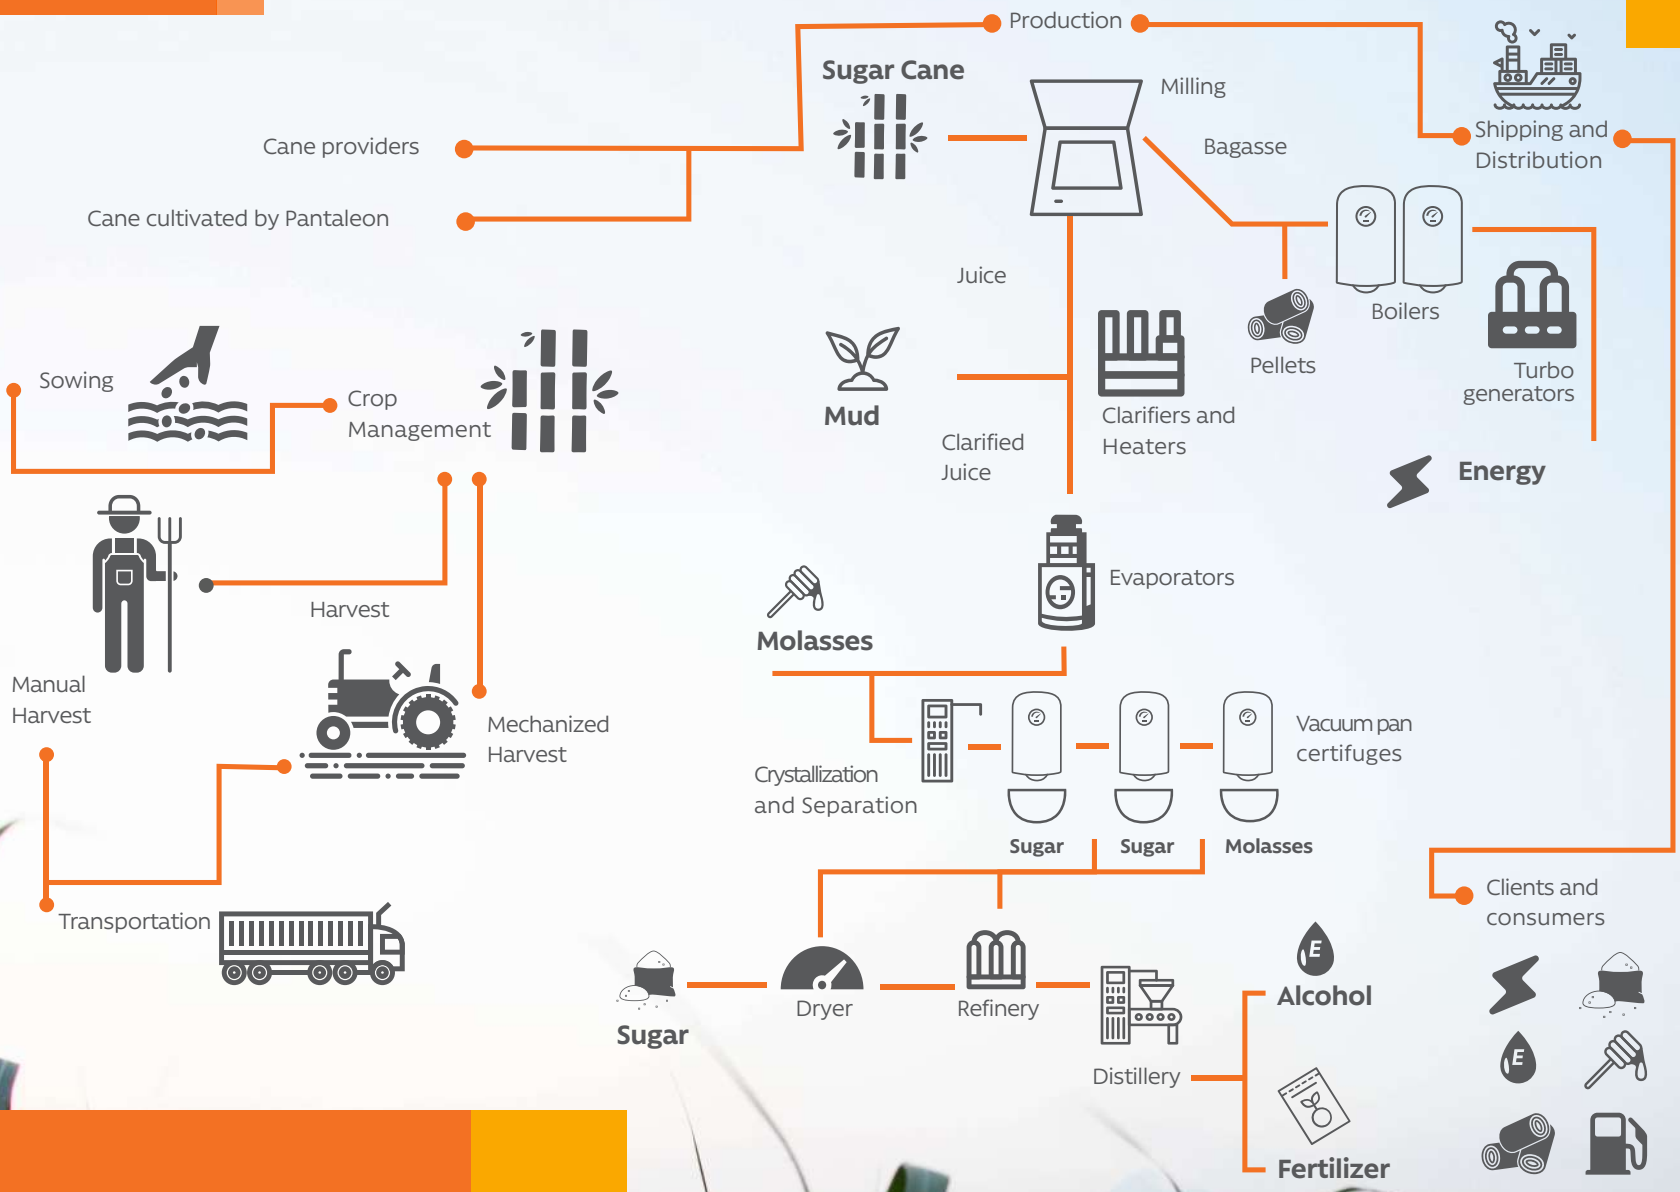 Production
Sugar Cane
Milling
Shipping and
Distribution
Cane providers
Bagasse
Cane cultivated by Pantaleon
Juice
Boilers
Pellets
Turbo
generators
Sowing
Crop
Management
Mud
Clarifiers and
Heaters
Clarified
Juice
Energy
Evaporators
Harvest
Molasses
Manual
Harvest
Mechanized
Harvest
Vacuum pan
certifuges
Crystallization
and Separation
Sugar
Sugar
Molasses
Clients and
consumers
Transportation
E
Alcohol
Dryer
Refinery
Sugar
E
Distillery
Fertilizer